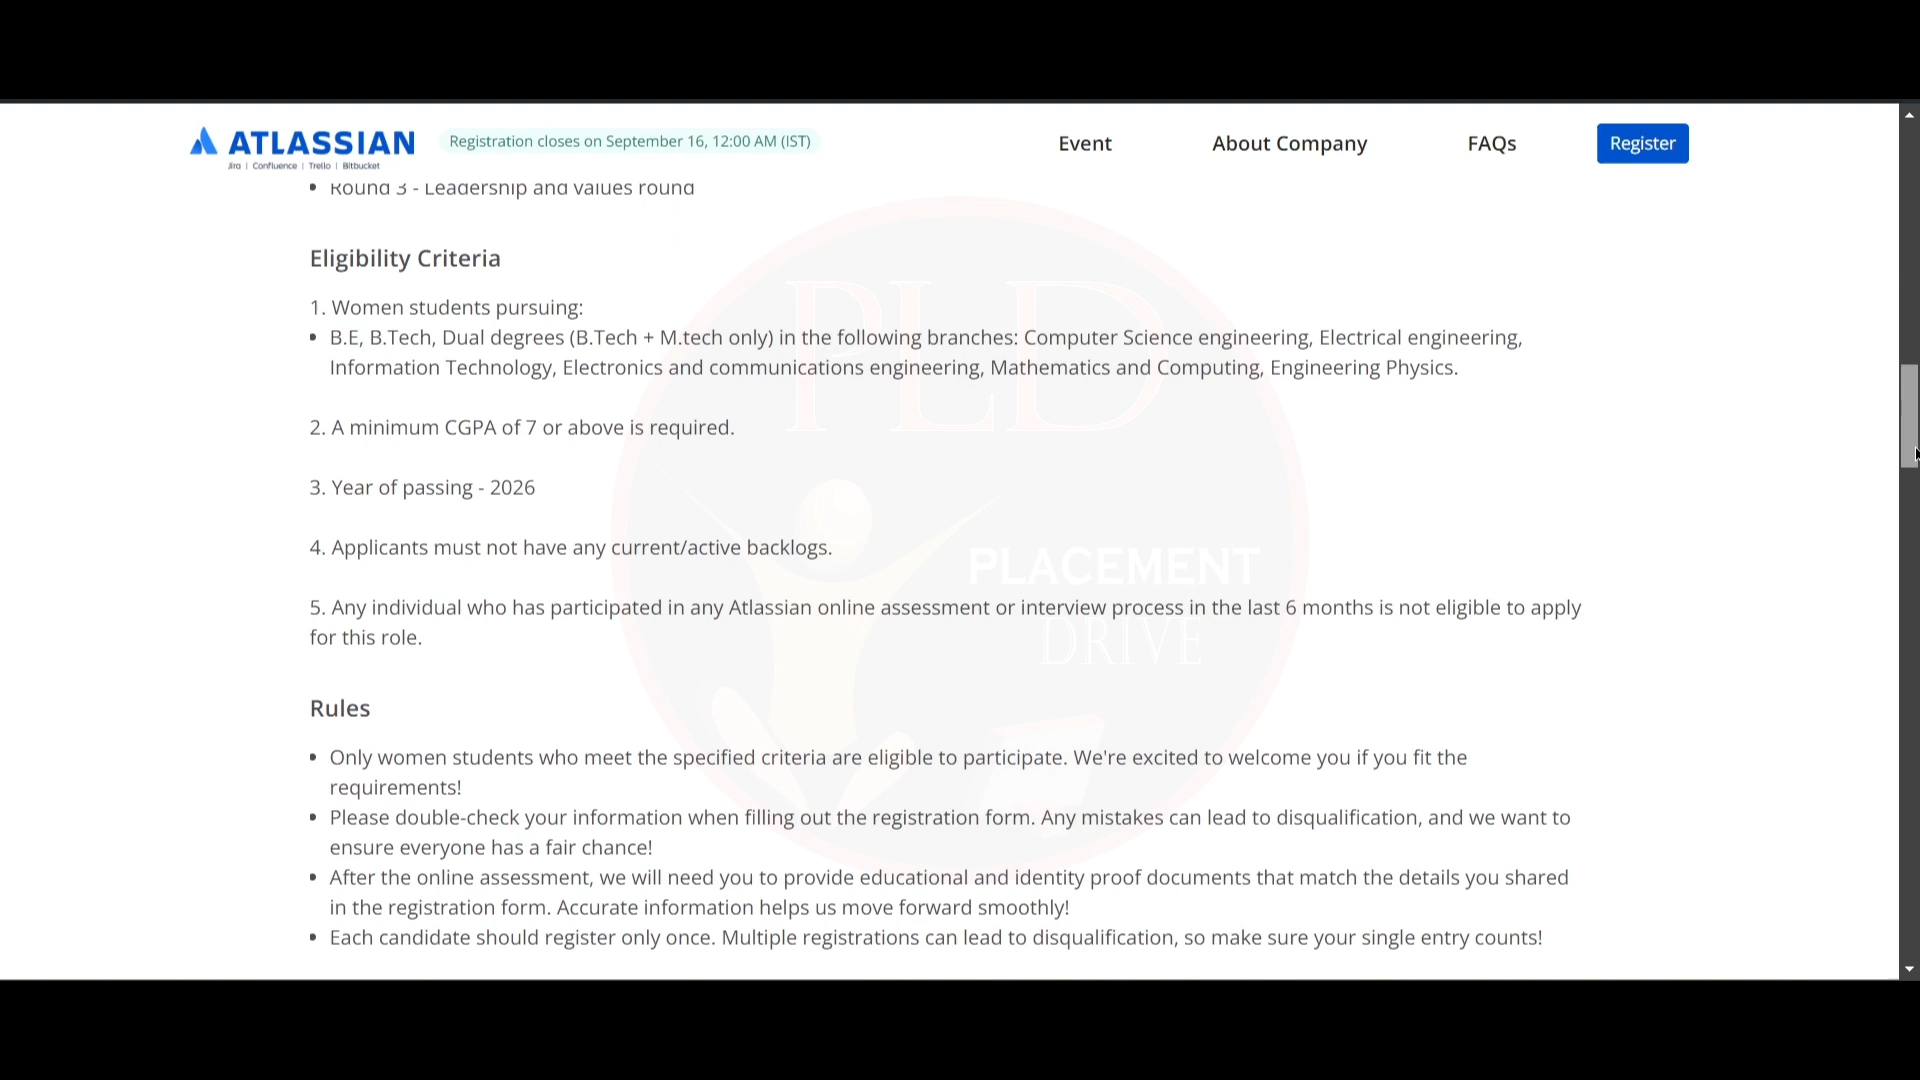 ATLASSIAN
Jira | Confluence | Trello | Bitbucket
Registration closes on September 16, 12:00 AM (IST)
Event
About Company
FAQs
Register
• Round 3 - Leadership and values round
Eligibility Criteria
1. Women students pursuing:
• B.E, B.Tech, Dual degrees (B.Tech + M.tech only) in the following branches: Computer Science engineering, Electrical engineering,
Information Technology, Electronics and communications engineering, Mathematics and Computing, Engineering Physics.
2. A minimum CGPA of 7 or above is required.
3. Year of passing - 2026
4. Applicants must not have any current/active backlogs.
5. Any individual who has participated in any Atlassian online assessment or interview process in the last 6 months is not eligible to apply
for this role.
Rules
• Only women students who meet the specified criteria are eligible to participate. We're excited to welcome you if you fit the
requirements!
• Please double-check your information when filling out the registration form. Any mistakes can lead to disqualification, and we want to
ensure everyone has a fair chance!
• After the online assessment, we will need you to provide educational and identity proof documents that match the details you shared
in the registration form. Accurate information helps us move forward smoothly!
• Each candidate should register only once. Multiple registrations can lead to disqualification, so make sure your single entry counts!
PLD
PLACEMENT
DRIVE